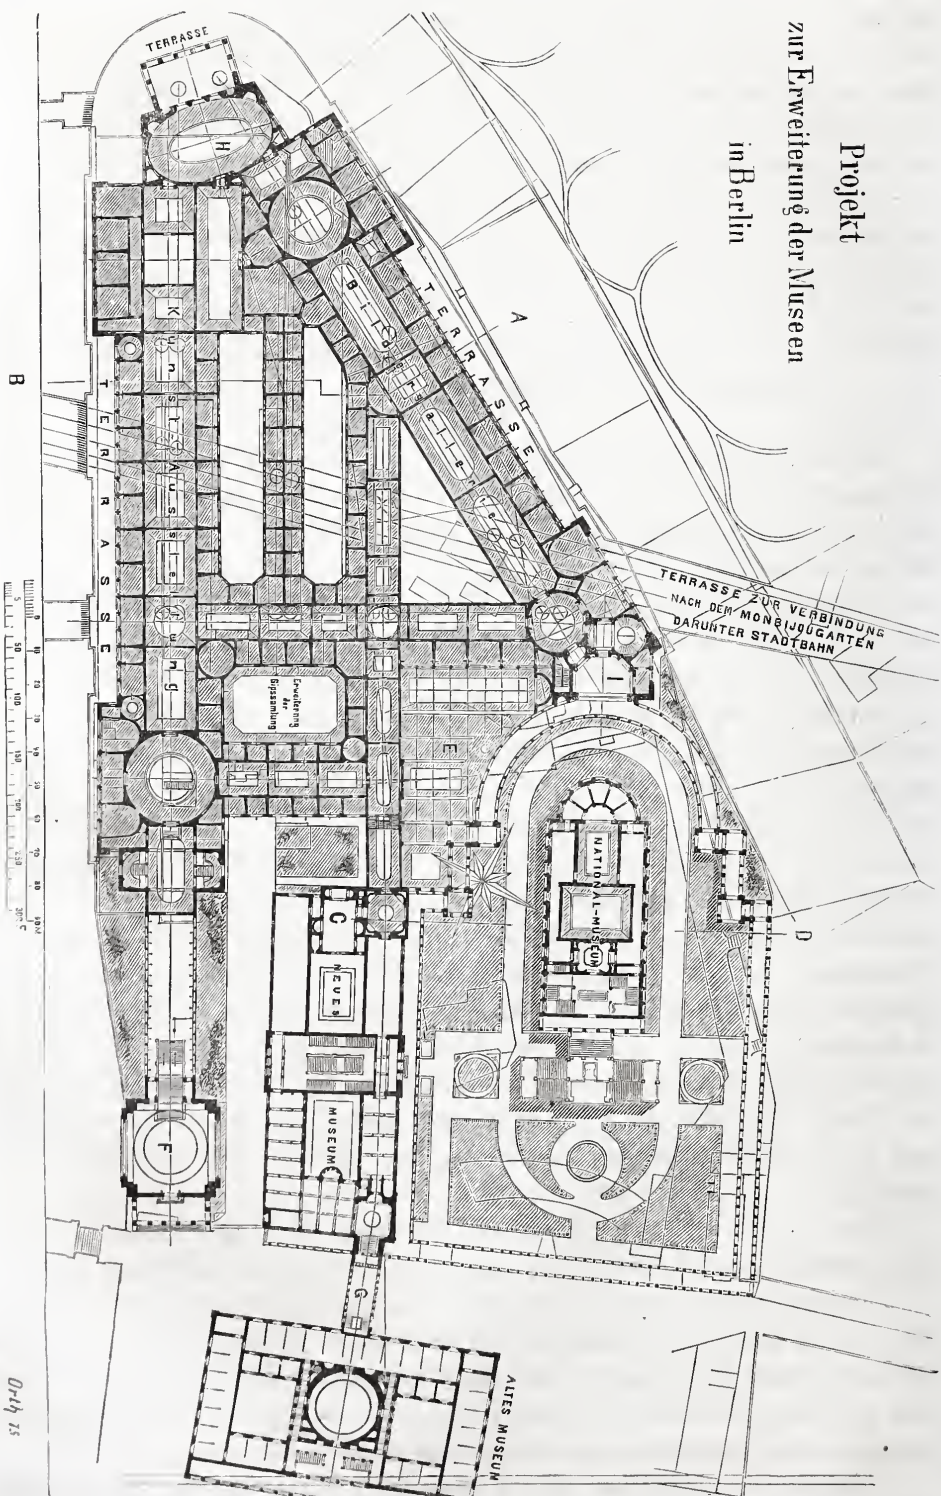 Projekt
zur Erweiterung der Museen
in Berlin
TERRASSE
H
A
TERRASSE
Bildergallerie
Kunst-Ausstellung
TERRASSE
B
TERRASSE ZUR VERBINDUNG
NACH DEM MONBIJOUGARTEN
DARUNTER STADTBAHN
I
Erweiterung
der
Gipssamlung
E
NATIONAL-MUSEUM
D
C
NEUES
MUSEUM
F
G
ALTES MUSEUM
Orth 75